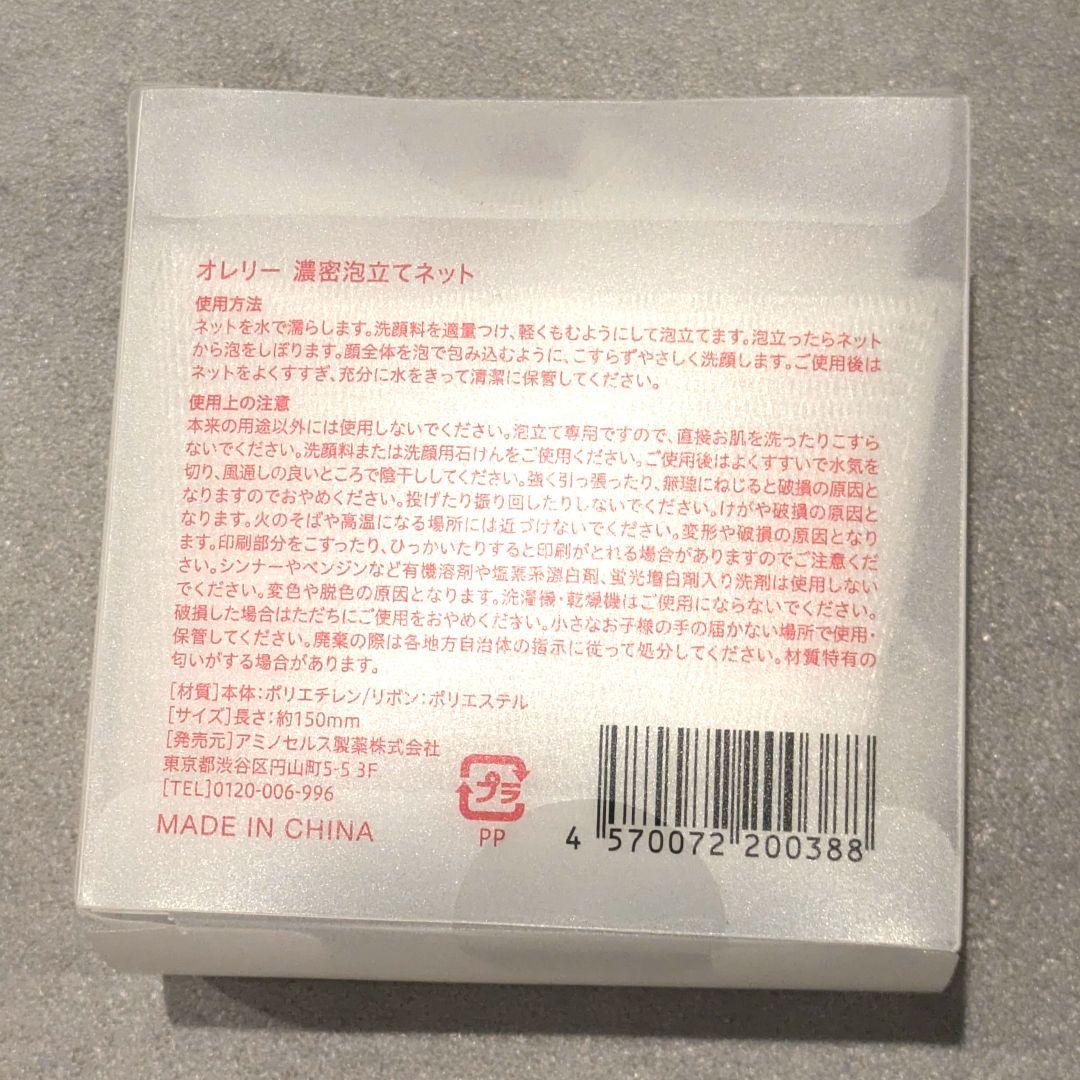 オレリー 濃密泡立てネット
使用方法
ネットを水で濡らします。洗顔料を適量つけ、軽くもむようにして泡立てます。泡立ったらネット
から泡をしぼります。顔全体を泡で包み込むように、こすらずやさしく洗顔します。ご使用後は
ネットをよくすすぎ、充分に水をきって清潔に保管してください。
使用上の注意
本来の用途以外には使用しないでください。泡立て専用ですので、直接お肌を洗ったりこすら
ないでください。洗顔料または洗顔用石けんをご使用ください。ご使用後はよくすすいで水気を
切り、風通しの良いところで陰干ししてください。強く引っ張ったり、無理にねじると破損の原因と
なりますのでおやめください。投げたり振り回したりしないでください。けがや破損の原因と
なります。火のそばや高温になる場所には近づけないでください。変形や破損の原因となり
ます。印刷部分をこすったり、ひっかいたりすると印刷がとれる場合がありますのでご注意くだ
さい。シンナーやベンジンなど有機溶剤や塩素系漂白剤、蛍光増白剤入り洗剤は使用しない
でください。変色や脱色の原因となります。洗濯機・乾燥機はご使用にならないでください。
破損した場合はただちにご使用をおやめください。小さなお子様の手の届かない場所で使用・
保管してください。廃棄の際は各地方自治体の指示に従って処分してください。材質特有の
匂いがする場合があります。
[材質]本体:ポリエチレン/リボン:ポリエステル
[サイズ]長さ:約150mm
[発売元]アミノセルス製薬株式会社
東京都渋谷区円山町5-5 3F
[TEL]0120-006-996
MADE IN CHINA
プラ
PP
4 570072 200388